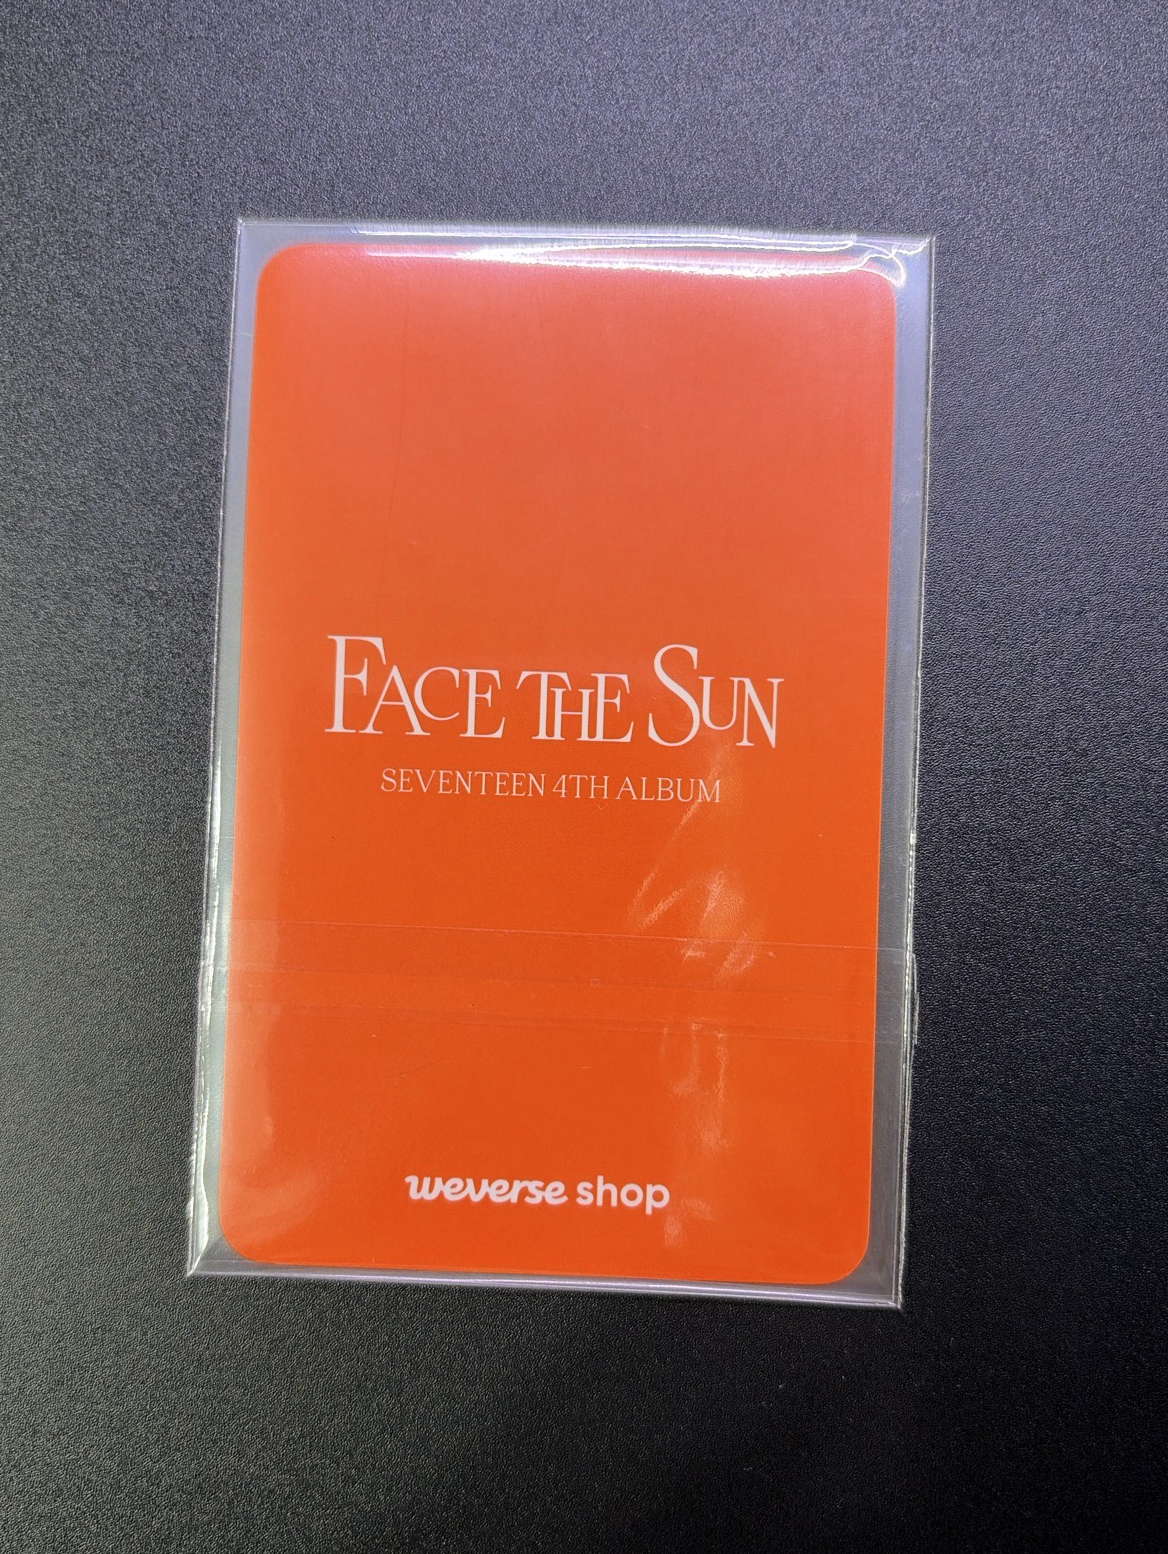 FACE THE SUN
SEVENTEEN 4TH ALBUM
weverse shop